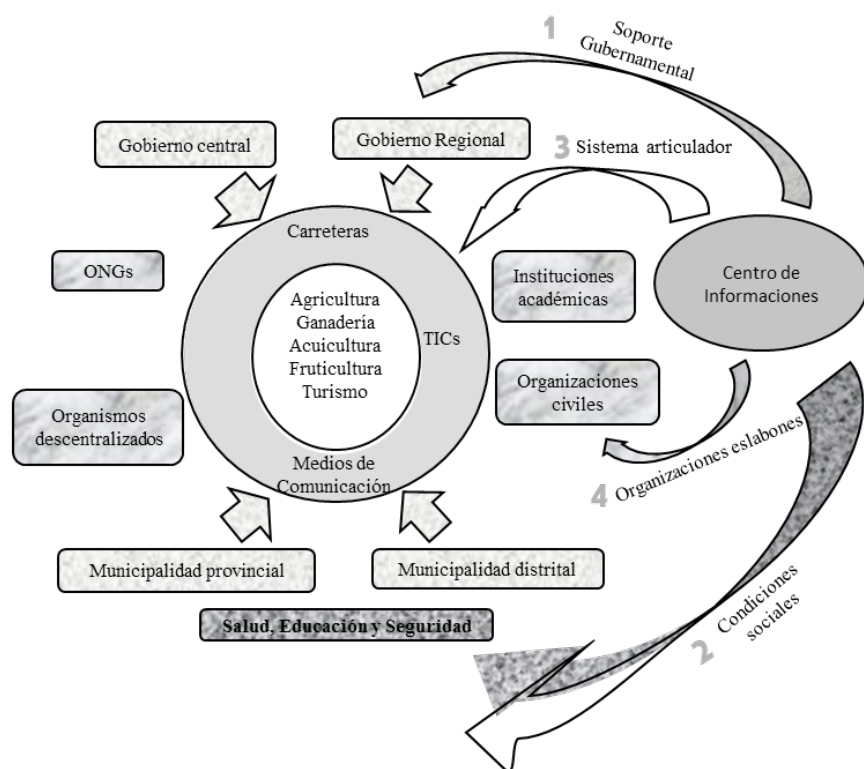 1 Soporte
Gubernamental
Gobierno central
Gobierno Regional
3 Sistema articulador
Carreteras
ONGs
Instituciones
académicas
Centro de
Informaciones
Agricultura
Ganadería
Acuicultura
Fruticultura
Turismo
TICs
Organizaciones
civiles
Organismos
descentralizados
Medios de
Comunicación
4 Organizaciones eslabones
Municipalidad provincial
Municipalidad distrital
Salud, Educación y Seguridad
2 Condiciones
sociales